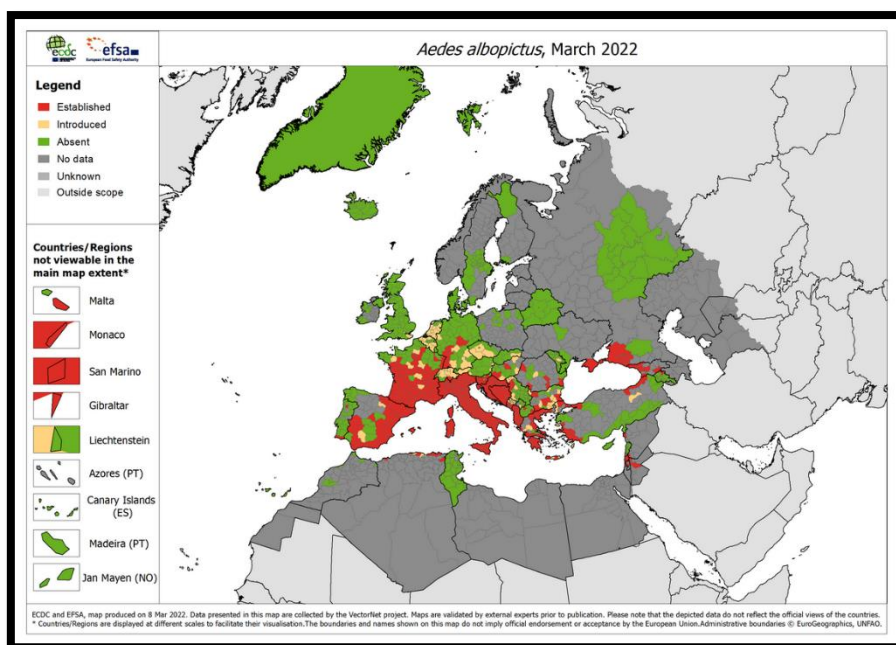 ecdc
efsa
European Food Safety Authority
Aedes albopictus, March 2022
Legend
Established
Introduced
Absent
No data
Unknown
Outside scope
Countries/Regions
not viewable in the
main map extent*
Malta
Monaco
San Marino
Gibraltar
Liechtenstein
Azores (PT)
Canary Islands
(ES)
Madeira (PT)
Jan Mayen (NO)
ECDC and EFSA, map produced on 8 Mar 2022. Data presented in this map are collected by the VectorNet project. Maps are validated by external experts prior to publication. Please note that the depicted data do not reflect the official views of the countries.
* Countries/Regions are displayed at different scales to facilitate their visualisation.The boundaries and names shown on this map do not imply official endorsement or acceptance by the European Union.Administrative boundaries © EuroGeographics, UNFAO.